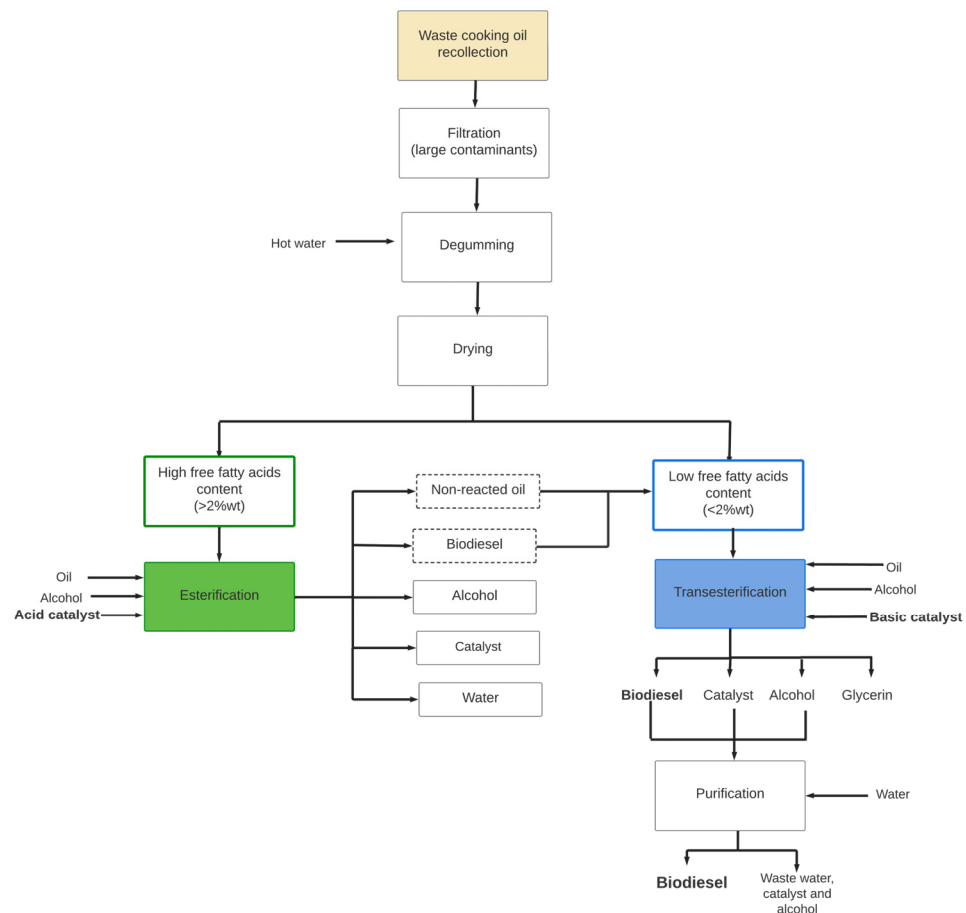 Waste cooking oil
recollection
Filtration
(large contaminants)
Hot water
Degumming
Drying
High free fatty acids
content
(>2%wt)
Non-reacted oil
Low free fatty acids
content
(<2%wt)
Biodiesel
Oil
Alcohol
Acid catalyst
Esterification
Alcohol
Catalyst
Water
Transesterification
Oil
Alcohol
Basic catalyst
Biodiesel
Catalyst
Alcohol
Glycerin
Purification
Water
Biodiesel
Waste water,
catalyst and
alcohol